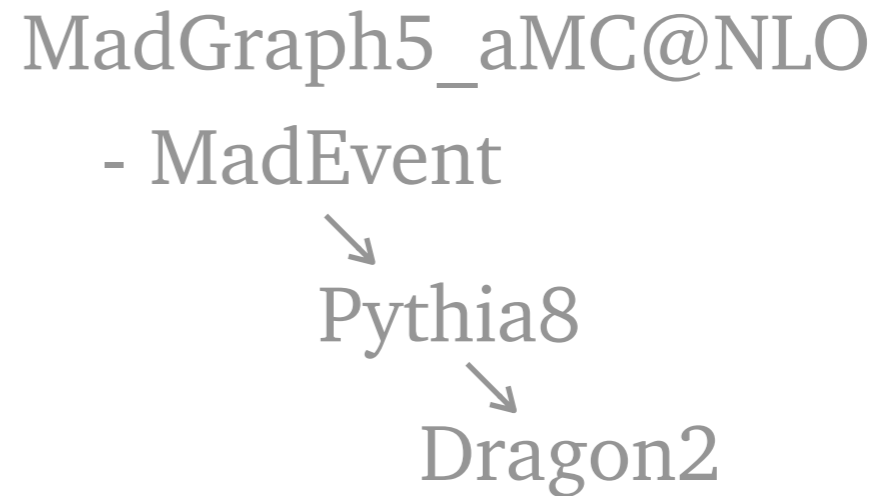 MadGraph5_aMC@NLO
- MadEvent
↘
Pythia8
↘
Dragon2